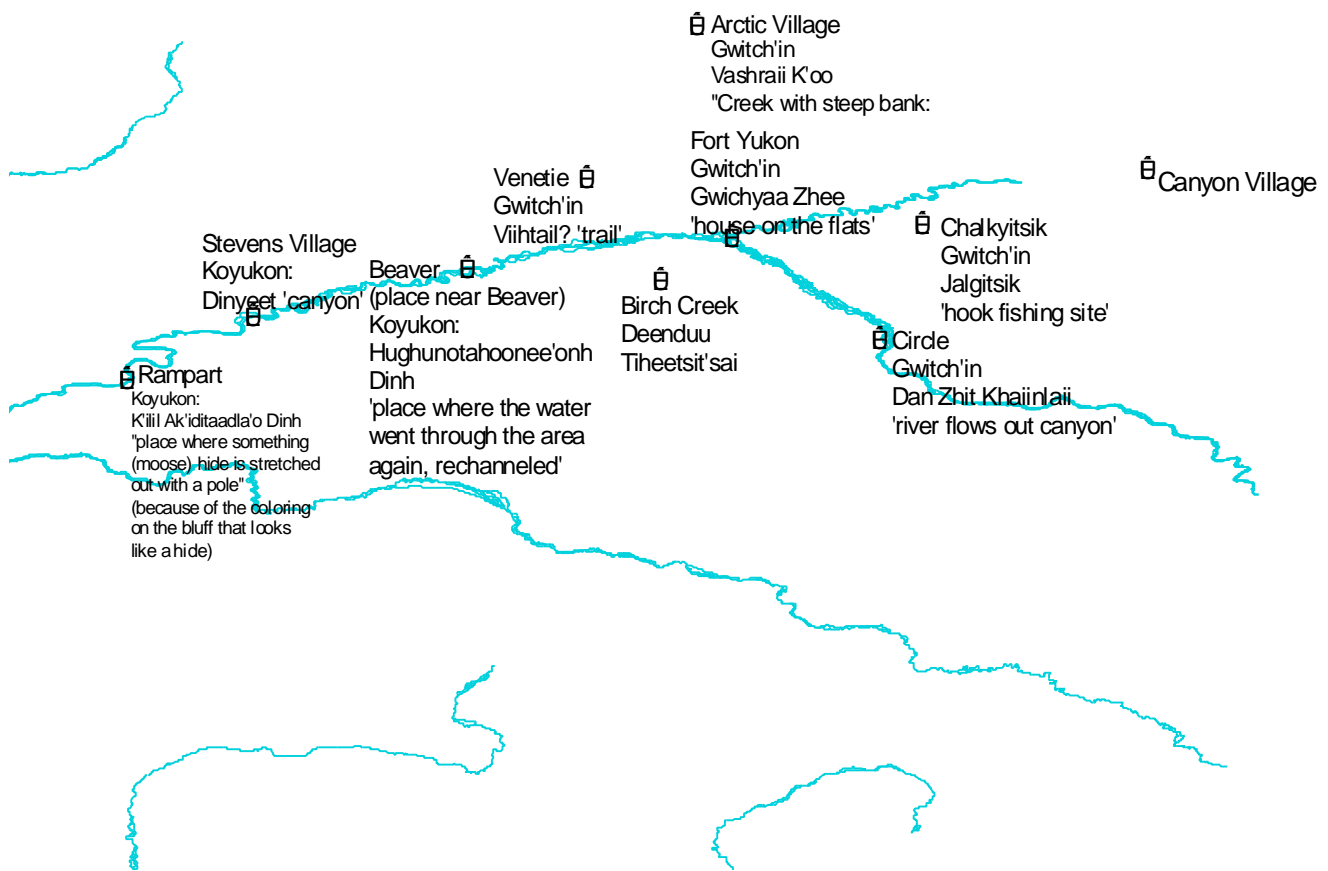 Arctic Village
Gwitch'in
Vashraii K'oo
"Creek with steep bank:
Fort Yukon
Gwitch'in
Gwichyaa Zhee
'house on the flats'
Venetie
Gwitch'in
Viihtail? 'trail'
Canyon Village
Chalkyitsik
Gwitch'in
Jalgitsik
'hook fishing site'
Stevens Village
Koyukon:
Dinyeet 'canyon'
Beaver
(place near Beaver)
Koyukon:
Hughunotahoonee'onh
Dinh
'place where the water
went through the area
again, rechanneled'
Birch Creek
Deenduu
Tiheetsit'sai
Circle
Gwitch'in
Dan Zhit Khaiinlaii
'river flows out canyon'
Rampart
Koyukon:
K'ilil Ak'iditaadla'o Dinh
"place where something
(moose) hide is stretched
out with a pole"
(because of the coloring
on the bluff that looks
like a hide)